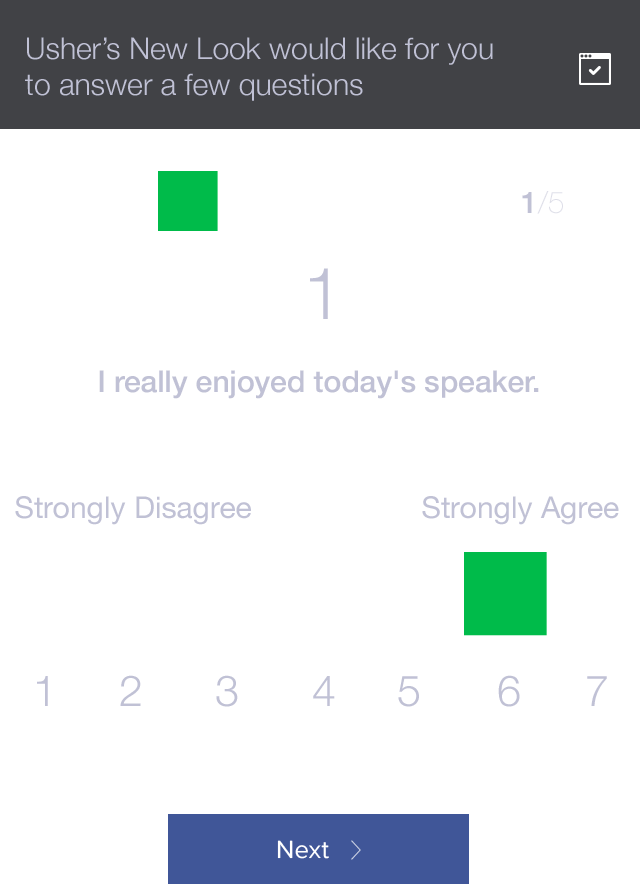 Usher’s New Look would like for you
to answer a few questions
1/5
1
I really enjoyed today's speaker.
Strongly Disagree Strongly Agree
1 2 3 4 5 6 7
Next